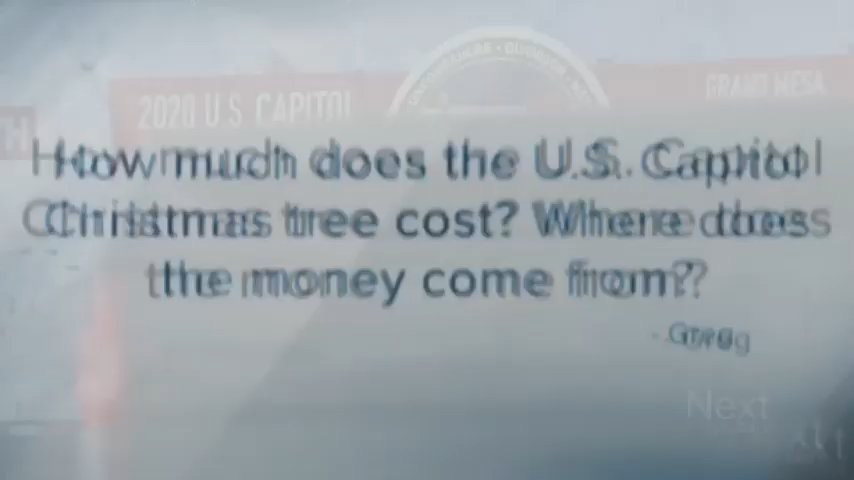 2020 U.S. CAPITOL
GRAND MESA
How much does the U.S. Capitol
Christmas tree cost? Where does
the money come from?
- Greg
Next